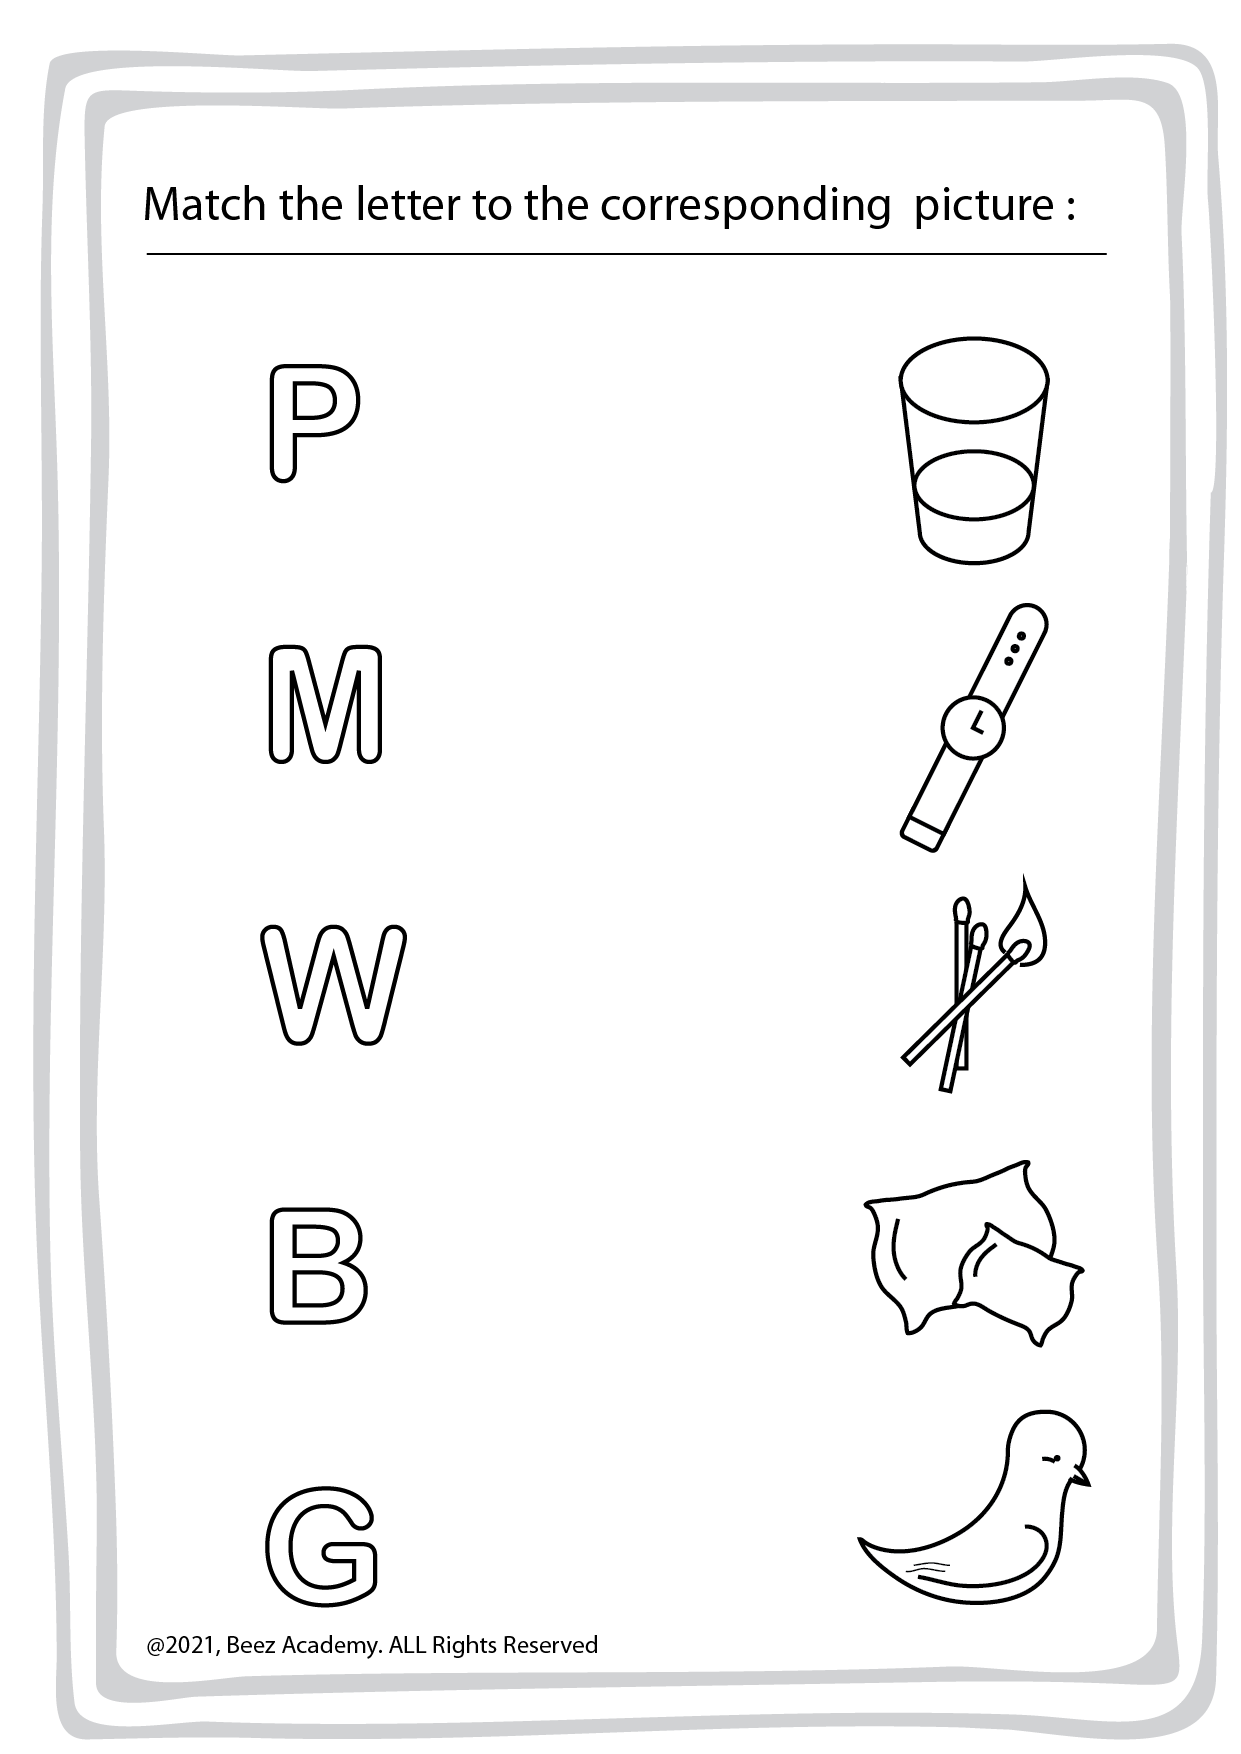 Match the letter to the corresponding  picture :
P
M
W
B
G
@2021, Beez Academy. ALL Rights Reserved